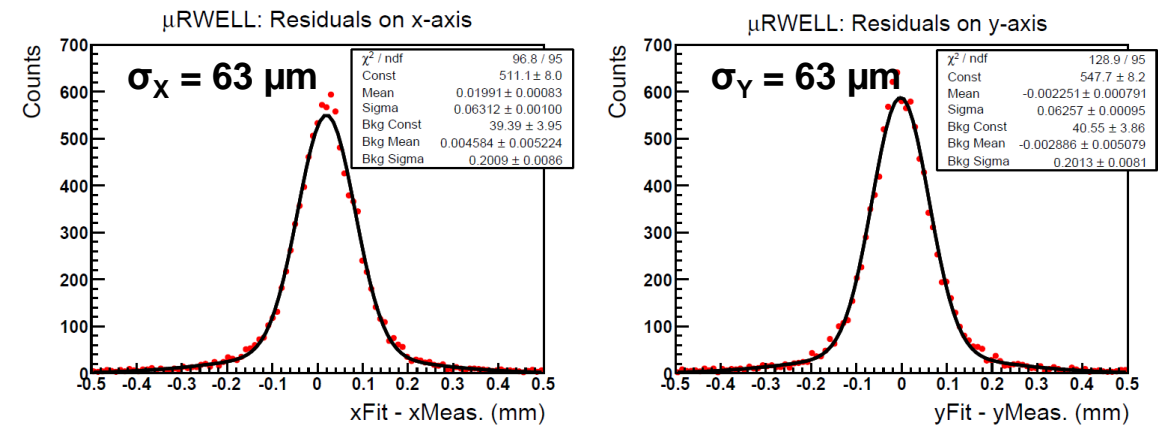 μRWELL: Residuals on x-axis
Counts
700
600
500
400
300
200
100
0
σX = 63 μm
χ² / ndf 96.8 / 95
Const 511.1 ± 8.0
Mean 0.01991 ± 0.00083
Sigma 0.06312 ± 0.00100
Bkg Const 39.39 ± 3.95
Bkg Mean 0.004584 ± 0.005224
Bkg Sigma 0.2009 ± 0.0086
-0.5 -0.4 -0.3 -0.2 -0.1 0 0.1 0.2 0.3 0.4 0.5
xFit - xMeas. (mm)
μRWELL: Residuals on y-axis
Counts
700
600
500
400
300
200
100
0
σY = 63 μm
χ² / ndf 128.9 / 95
Const 547.7 ± 8.2
Mean -0.002251 ± 0.000791
Sigma 0.06257 ± 0.00095
Bkg Const 40.55 ± 3.86
Bkg Mean -0.002886 ± 0.005079
Bkg Sigma 0.2013 ± 0.0081
-0.5 -0.4 -0.3 -0.2 -0.1 0 0.1 0.2 0.3 0.4 0.5
yFit - yMeas. (mm)